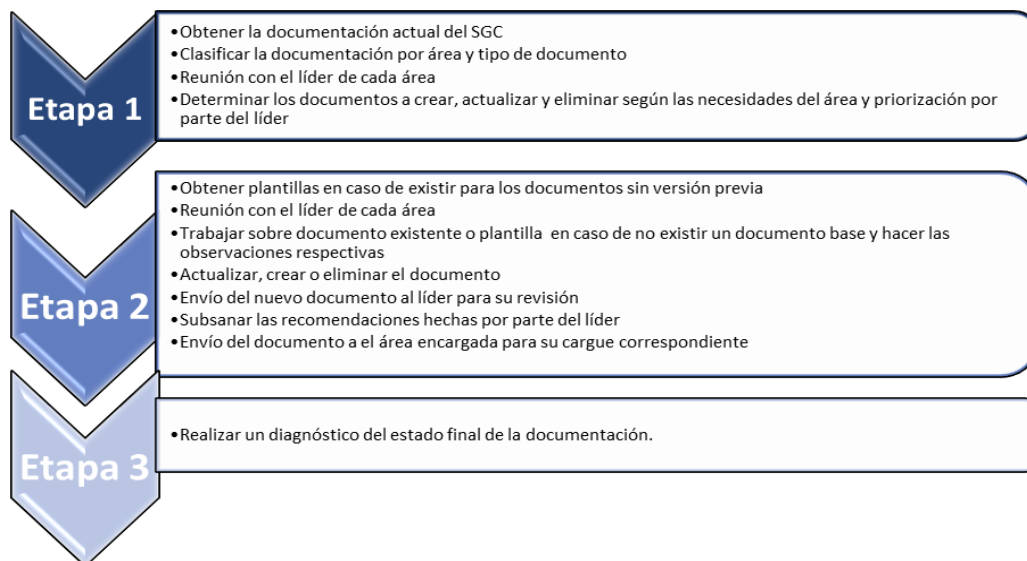 Etapa 1
•Obtener la documentación actual del SGC
•Clasificar la documentación por área y tipo de documento
•Reunión con el líder de cada área
•Determinar los documentos a crear, actualizar y eliminar según las necesidades del área y priorización por
parte del líder
Etapa 2
•Obtener plantillas en caso de existir para los documentos sin versión previa
•Reunión con el líder de cada área
•Trabajar sobre documento existente o plantilla en caso de no existir un documento base y hacer las
observaciones respectivas
•Actualizar, crear o eliminar el documento
•Envío del nuevo documento al líder para su revisión
•Subsanar las recomendaciones hechas por parte del líder
•Envío del documento a el área encargada para su cargue correspondiente
Etapa 3
•Realizar un diagnóstico del estado final de la documentación.